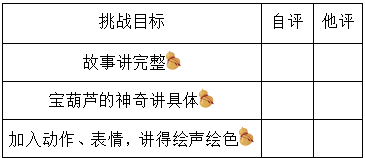 挑战目标 自评 他评
故事讲完整
宝葫芦的神奇讲具体
加入动作、表情，讲得绘声绘色